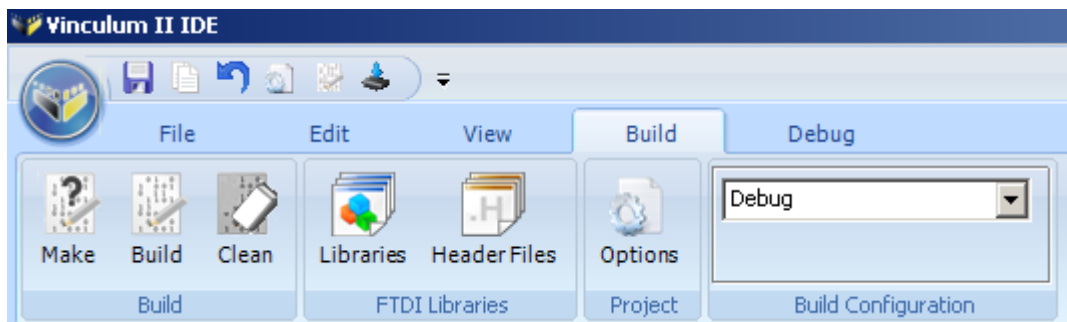 Vinculum II IDE
File Edit View Build Debug
.H
Debug
Make Build Clean Libraries Header Files Options
Build FTDI Libraries Project Build Configuration